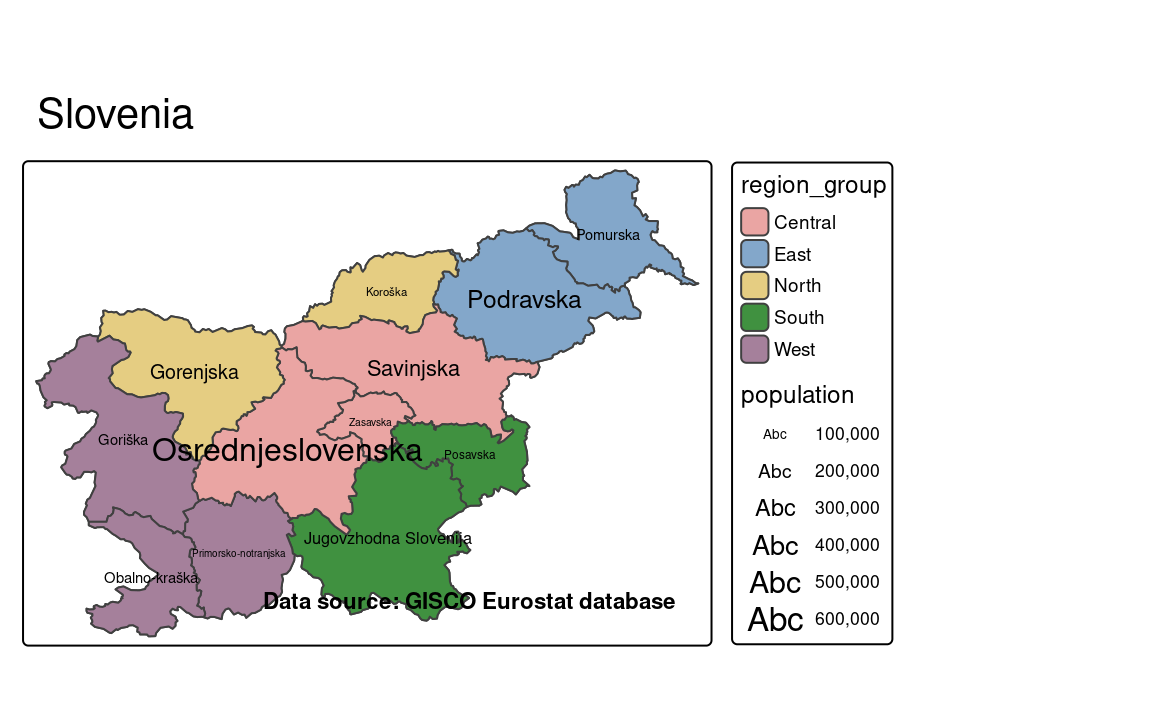 Slovenia
Pomurska
Koroška
Podravska
Gorenjska
Savinjska
Zasavska
Goriška
Osrednjeslovenska
Posavska
Jugovzhodna Slovenija
Primorsko-notranjska
Obalno-kraška
Data source: GISCO Eurostat database
region_group
Central
East
North
South
West
population
Abc 100,000
Abc 200,000
Abc 300,000
Abc 400,000
Abc 500,000
Abc 600,000